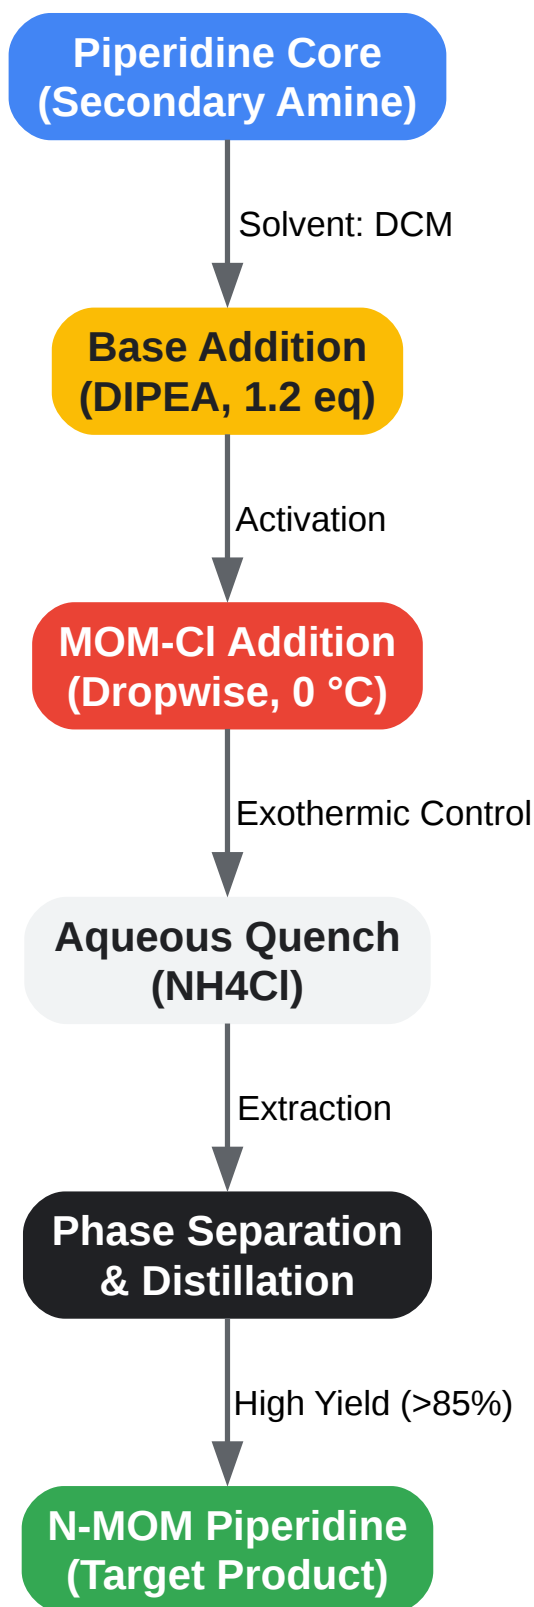 Piperidine Core
(Secondary Amine)
Solvent: DCM
Base Addition
(DIPEA, 1.2 eq)
Activation
MOM-Cl Addition
(Dropwise, 0 °C)
Exothermic Control
Aqueous Quench
(NH4Cl)
Extraction
Phase Separation
& Distillation
High Yield (>85%)
N-MOM Piperidine
(Target Product)